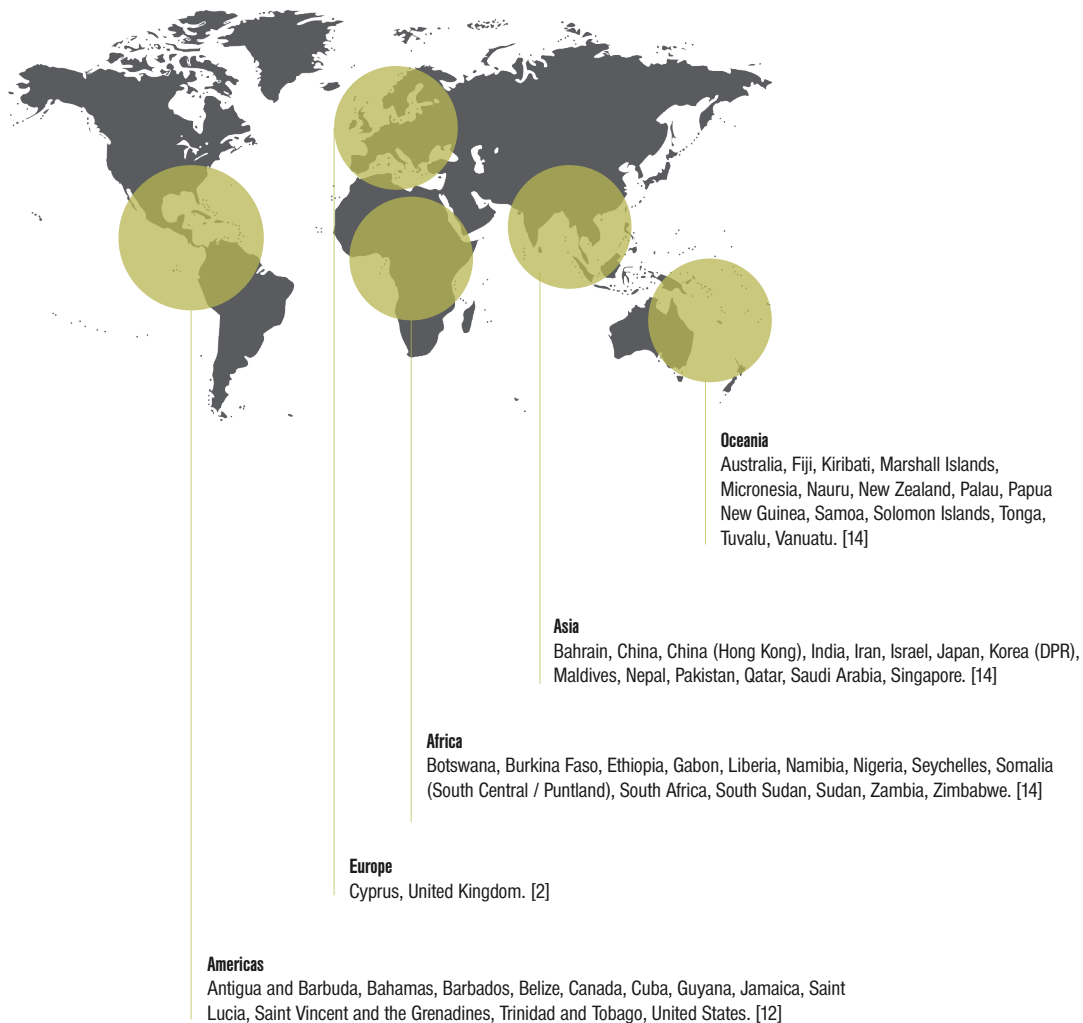 Oceania
Australia, Fiji, Kiribati, Marshall Islands,
Micronesia, Nauru, New Zealand, Palau, Papua
New Guinea, Samoa, Solomon Islands, Tonga,
Tuvalu, Vanuatu. [14]
Asia
Bahrain, China, China (Hong Kong), India, Iran, Israel, Japan, Korea (DPR),
Maldives, Nepal, Pakistan, Qatar, Saudi Arabia, Singapore. [14]
Africa
Botswana, Burkina Faso, Ethiopia, Gabon, Liberia, Namibia, Nigeria, Seychelles, Somalia
(South Central / Puntland), South Africa, South Sudan, Sudan, Zambia, Zimbabwe. [14]
Europe
Cyprus, United Kingdom. [2]
Americas
Antigua and Barbuda, Bahamas, Barbados, Belize, Canada, Cuba, Guyana, Jamaica, Saint
Lucia, Saint Vincent and the Grenadines, Trinidad and Tobago, United States. [12]